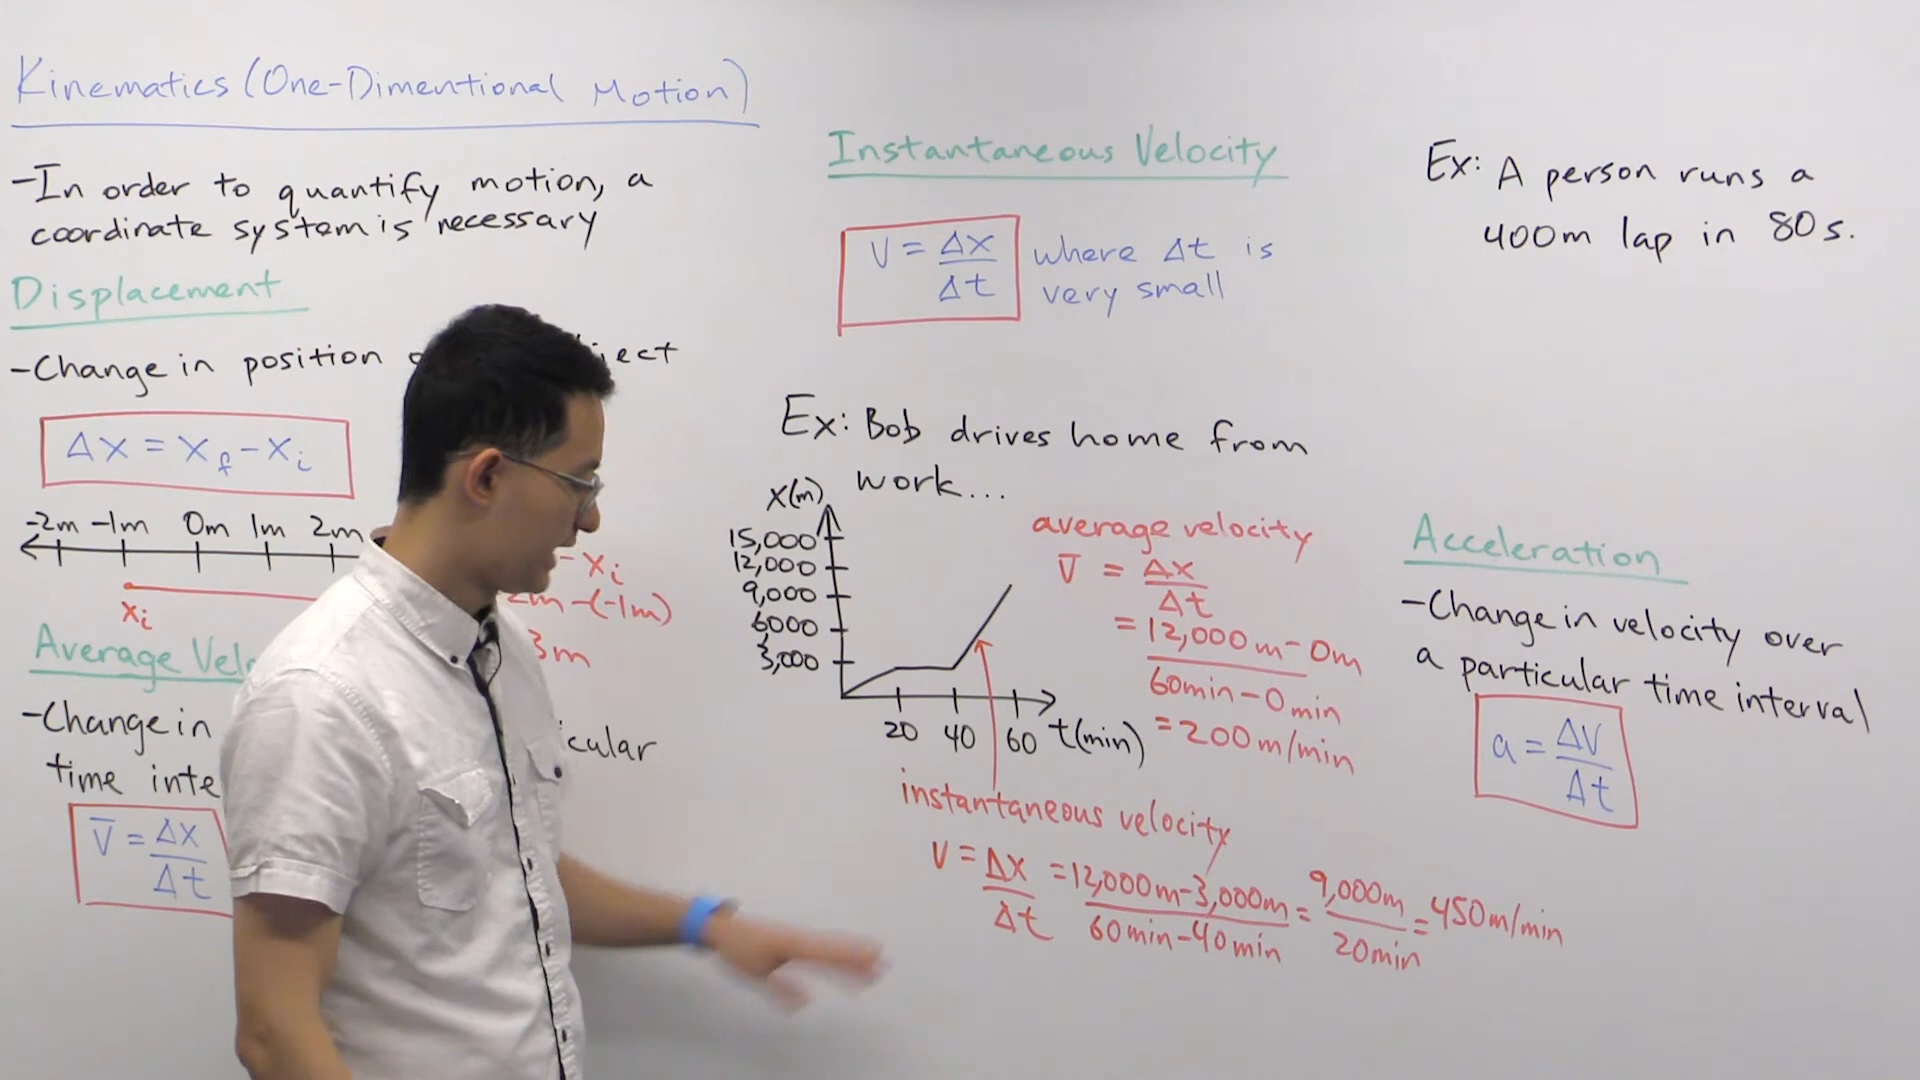 Kinematics (One-Dimentional Motion)
-In order to quantify motion, a
coordinate system is necessary
Displacement
-Change in position
ject
Δx = x_f - x_i
-2m -1m 0m 1m 2m
x_i
- x_i
2m-(-1m)
3m
Average Vel
-Change in
icular
time inte
v̅ = Δx/Δt
Instantaneous Velocity
v = Δx/Δt where Δt is
very small
Ex: Bob drives home from
work...
x(m)
15,000
12,000
9,000
6000
3,000
20 40 60 t(min)
average velocity
v̅ = Δx/Δt
= 12,000m-0m/60min-0min
= 200m/min
instantaneous velocity
v = Δx/Δt = 12,000m-3,000m/60min-40min = 9,000m/20min = 450m/min
Ex: A person runs a
400m lap in 80s.
Acceleration
-Change in velocity over
a particular time interval
a = Δv/Δt